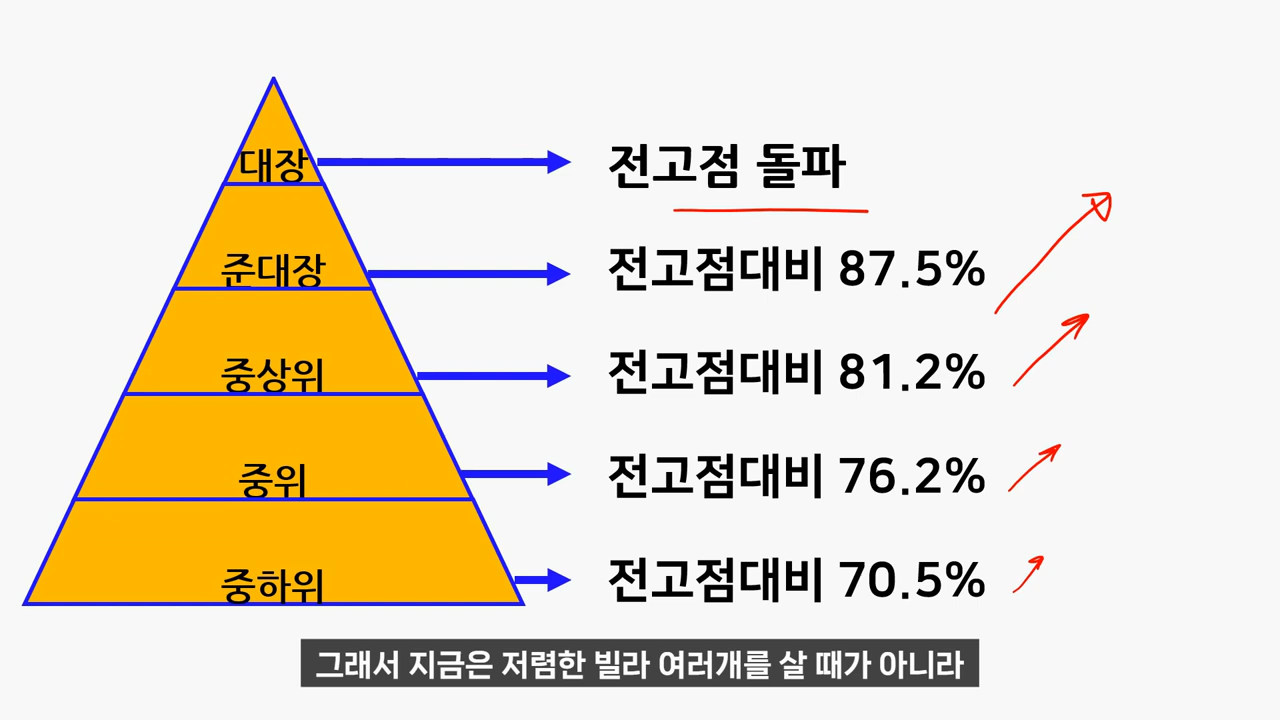 대장
전고점 돌파
준대장
전고점대비 87.5%
중상위
전고점대비 81.2%
중위
전고점대비 76.2%
중하위
전고점대비 70.5%
그래서 지금은 저렴한 빌라 여러개를 살 때가 아니라